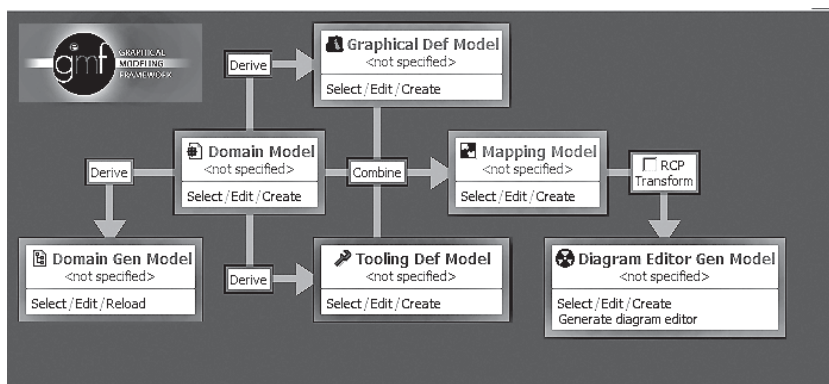 gmf
GRAPHICAL
MODELING
FRAMEWORK
Derive
Graphical Def Model
<not specified>
Select / Edit / Create
Derive
Domain Model
<not specified>
Select / Edit / Create
Combine
Mapping Model
<not specified>
Select / Edit / Create
RCP
Transform
Domain Gen Model
<not specified>
Select / Edit / Reload
Derive
Tooling Def Model
<not specified>
Select / Edit / Create
Diagram Editor Gen Model
<not specified>
Select / Edit / Create
Generate diagram editor